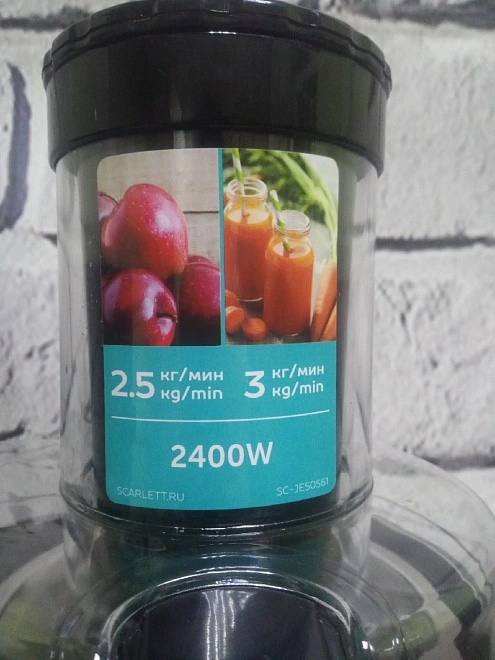 2.5 кг/мин kg/min 3 кг/мин kg/min
2400W
SCARLETT.RU SC-JE50S61